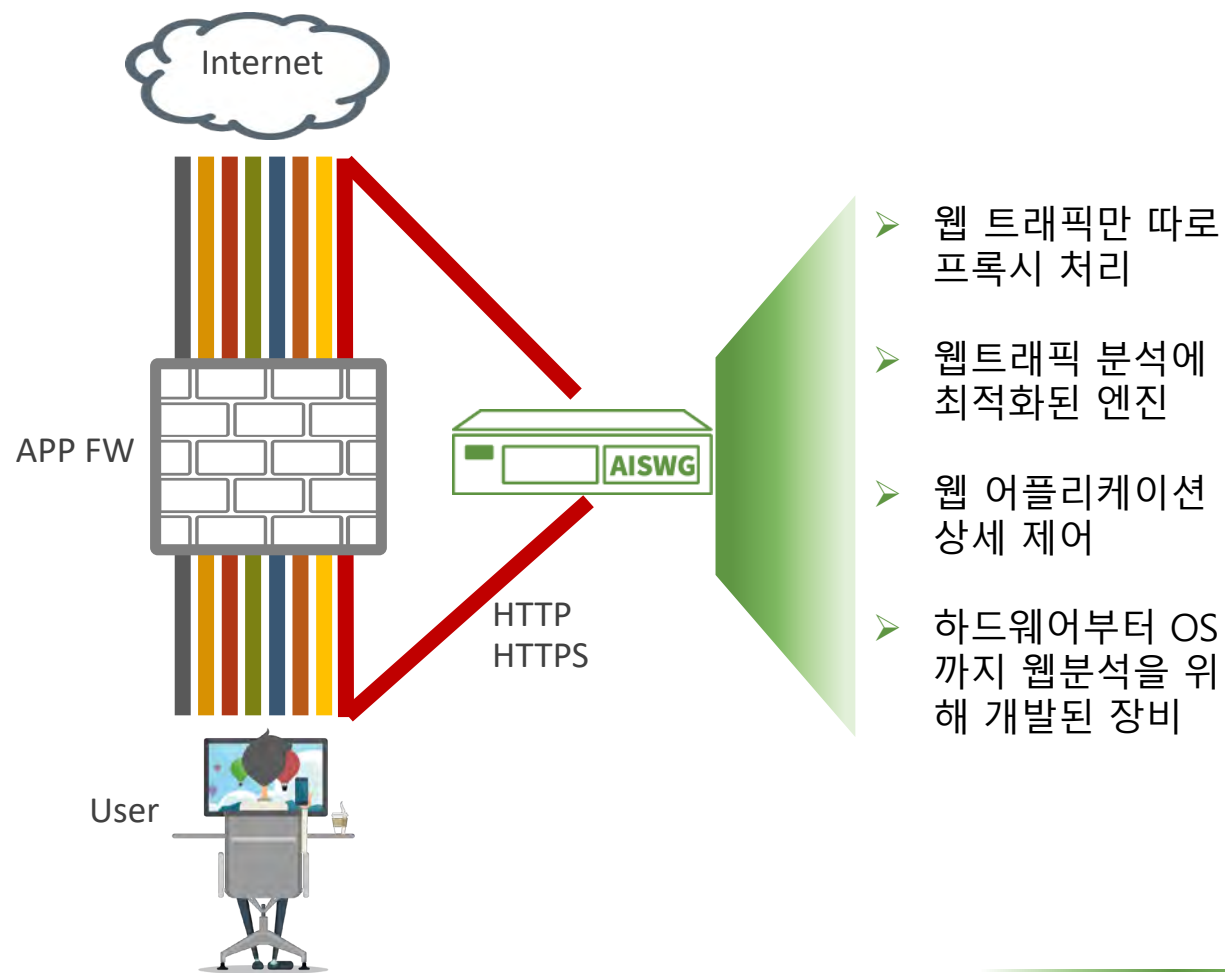 Internet
APP FW
AISWG
HTTP
HTTPS
User
➢ 웹 트래픽만 따로
프록시 처리
➢ 웹트래픽 분석에
최적화된 엔진
➢ 웹 어플리케이션
상세 제어
➢ 하드웨어부터 OS
까지 웹분석을 위
해 개발된 장비